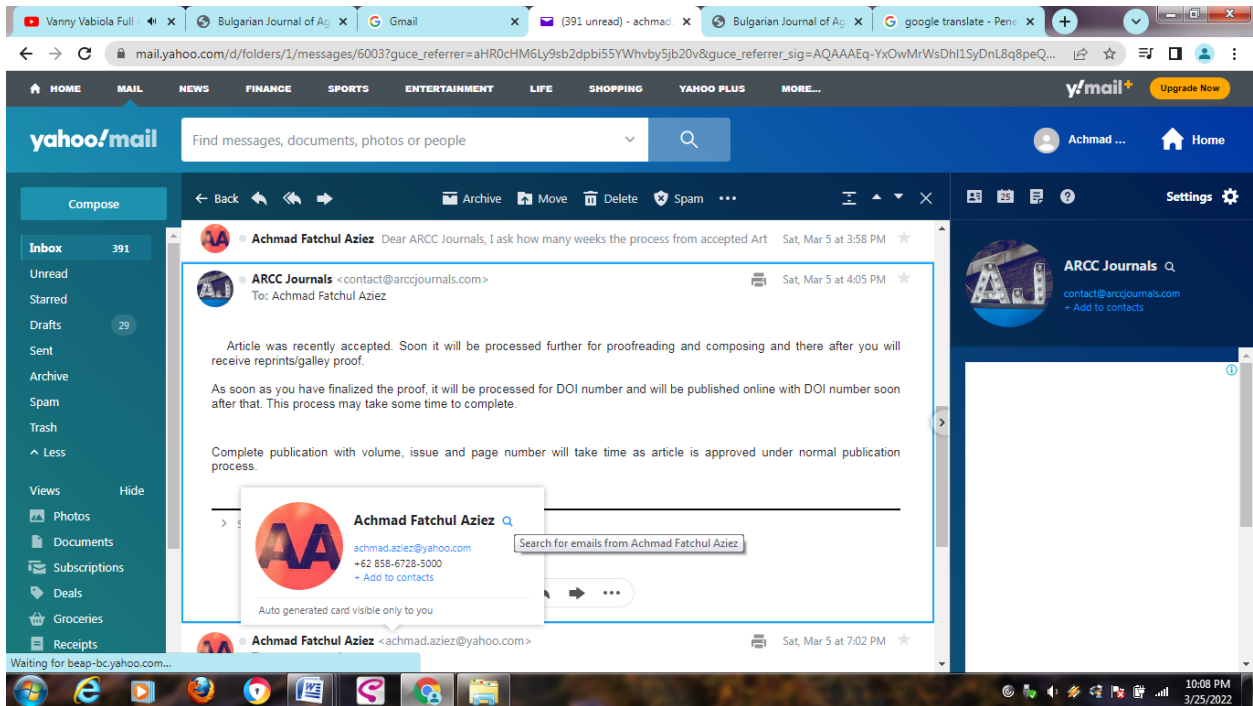 Vanny Vabiola Full
Bulgarian Journal of Ag
Gmail
(391 unread) - achmad.
Bulgarian Journal of Ag
google translate - Pene
mail.yahoo.com/d/folders/1/messages/6003?guce_referrer=aHR0cHM6Ly9sb2dpbi55YWhvby5jb20v&guce_referrer_sig=AQAAAEq-YxOwMrWsDhI1SyDnL8q8peQ...
HOME MAIL NEWS FINANCE SPORTS ENTERTAINMENT LIFE SHOPPING YAHOO PLUS MORE... y!mail+ Upgrade Now
yahoo!mail Find messages, documents, photos or people Achmad ... Home
Compose
Back Archive Move Delete Spam ••• 25 Settings
Inbox 391
Unread
Starred
Drafts 29
Sent
Archive
Spam
Trash
Less
Views Hide
Photos
Documents
Subscriptions
Deals
Groceries
Receipts
AA Achmad Fatchul Aziez Dear ARCC Journals, I ask how many weeks the process from accepted Art Sat, Mar 5 at 3:58 PM
AJ ARCC Journals <contact@arccjournals.com> Sat, Mar 5 at 4:05 PM
To: Achmad Fatchul Aziez
Article was recently accepted. Soon it will be processed further for proofreading and composing and there after you will
receive reprints/galley proof.
As soon as you have finalized the proof, it will be processed for DOI number and will be published online with DOI number soon
after that. This process may take some time to complete.
Complete publication with volume, issue and page number will take time as article is approved under normal publication
process.
AA Achmad Fatchul Aziez
achmad.aziez@yahoo.com
+62 858-6728-5000
+ Add to contacts
Auto generated card visible only to you
Search for emails from Achmad Fatchul Aziez
Achmad Fatchul Aziez <achmad.aziez@yahoo.com> Sat, Mar 5 at 7:02 PM
AJ ARCC Journals
contact@arccjournals.com
+ Add to contacts
Waiting for beap-bc.yahoo.com...
10:08 PM
3/25/2022